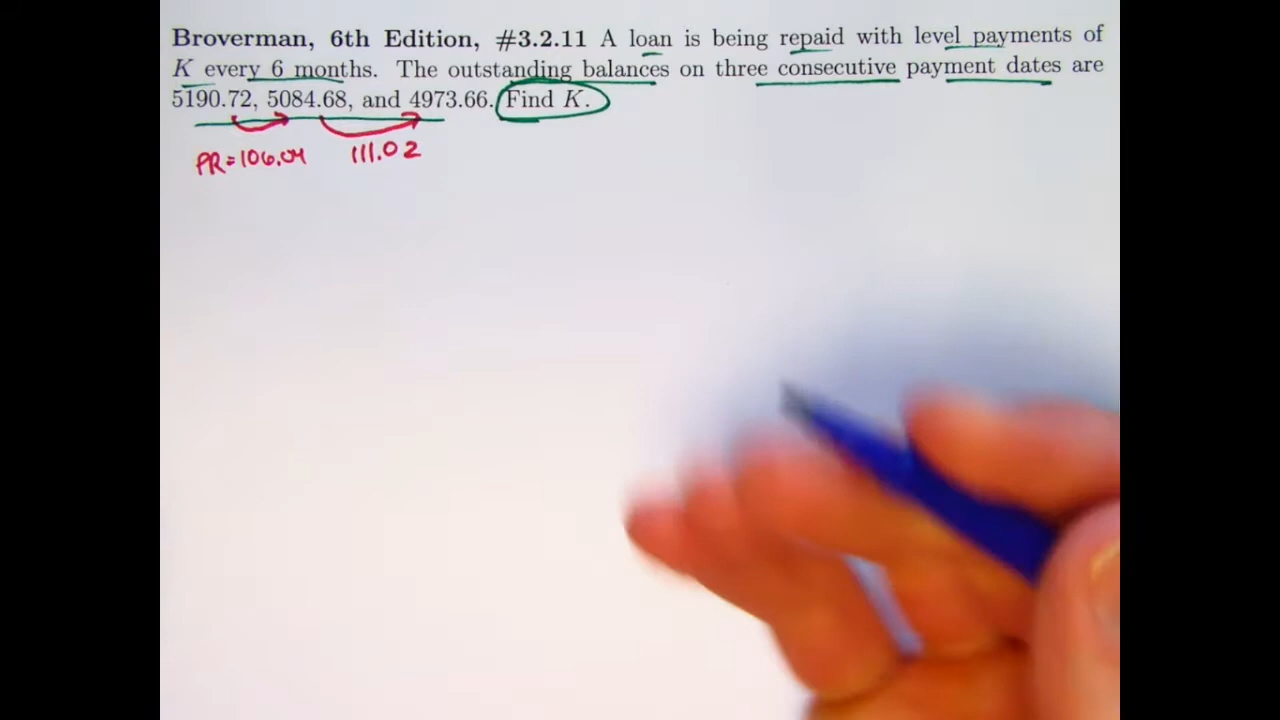 Broverman, 6th Edition, #3.2.11 A loan is being repaid with level payments of
K every 6 months. The outstanding balances on three consecutive payment dates are
5190.72, 5084.68, and 4973.66. Find K.
PR=106.04 111.02